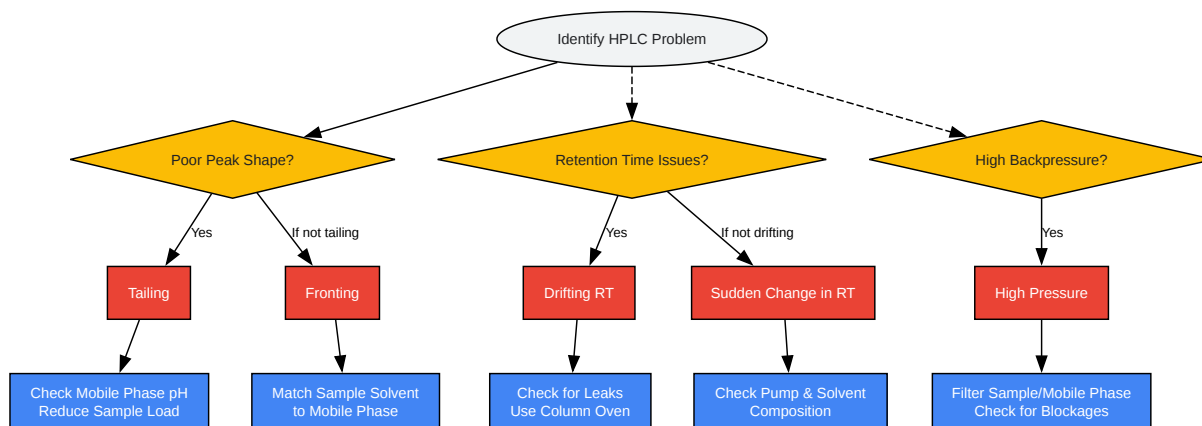 Identify HPLC Problem
Poor Peak Shape?
Retention Time Issues?
High Backpressure?
Yes
If not tailing
Yes
If not drifting
Yes
Tailing
Fronting
Drifting RT
Sudden Change in RT
High Pressure
Check Mobile Phase pH
Reduce Sample Load
Match Sample Solvent
to Mobile Phase
Check for Leaks
Use Column Oven
Check Pump & Solvent
Composition
Filter Sample/Mobile Phase
Check for Blockages